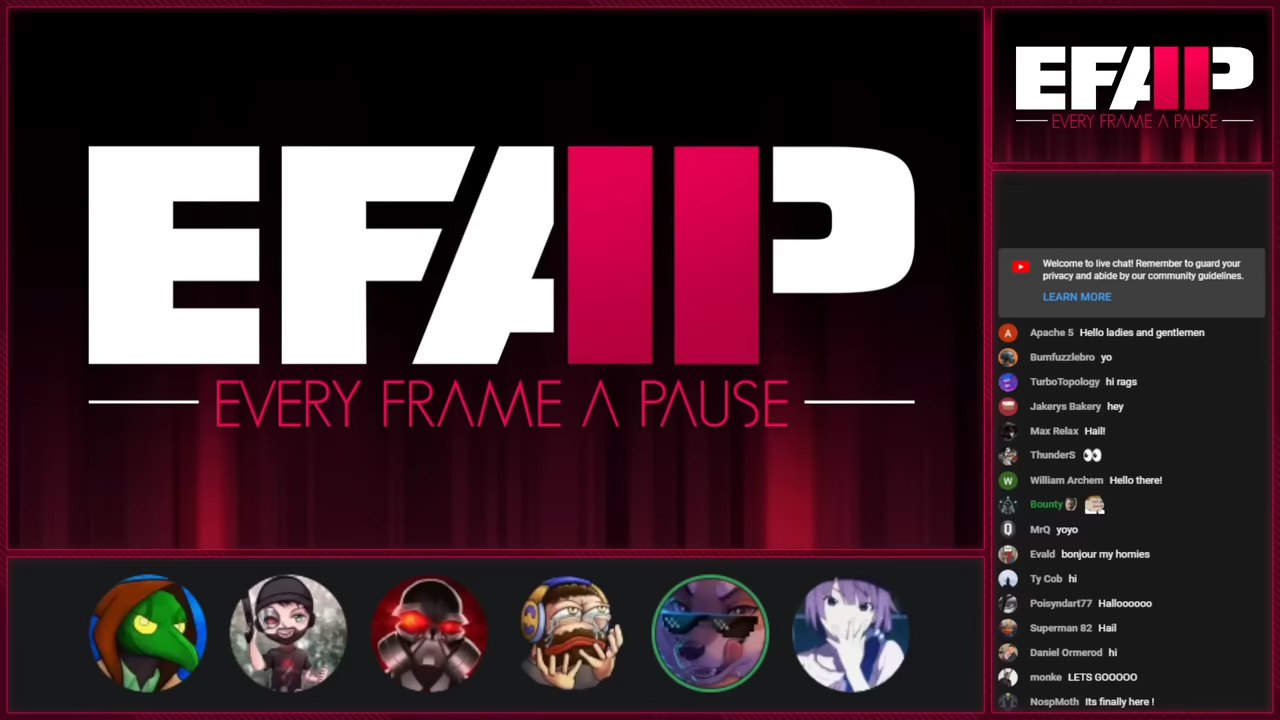 EFAP
EVERY FRAME A PAUSE
EFAP
EVERY FRAME A PAUSE
Welcome to live chat! Remember to guard your
privacy and abide by our community guidelines.
LEARN MORE
A Apache 5 Hello ladies and gentlemen
Bumfuzzlebro yo
TurboTopology hi rags
Jakerys Bakery hey
Max Relax Hail!
ThunderS
W William Archem Hello there!
Bounty
MrQ yoyo
Evald bonjour my homies
Ty Cob hi
Poisyndart77 Halloooooo
Superman 82 Hail
Daniel Ormerod hi
monke LETS GOOOOO
NospMoth Its finally here !